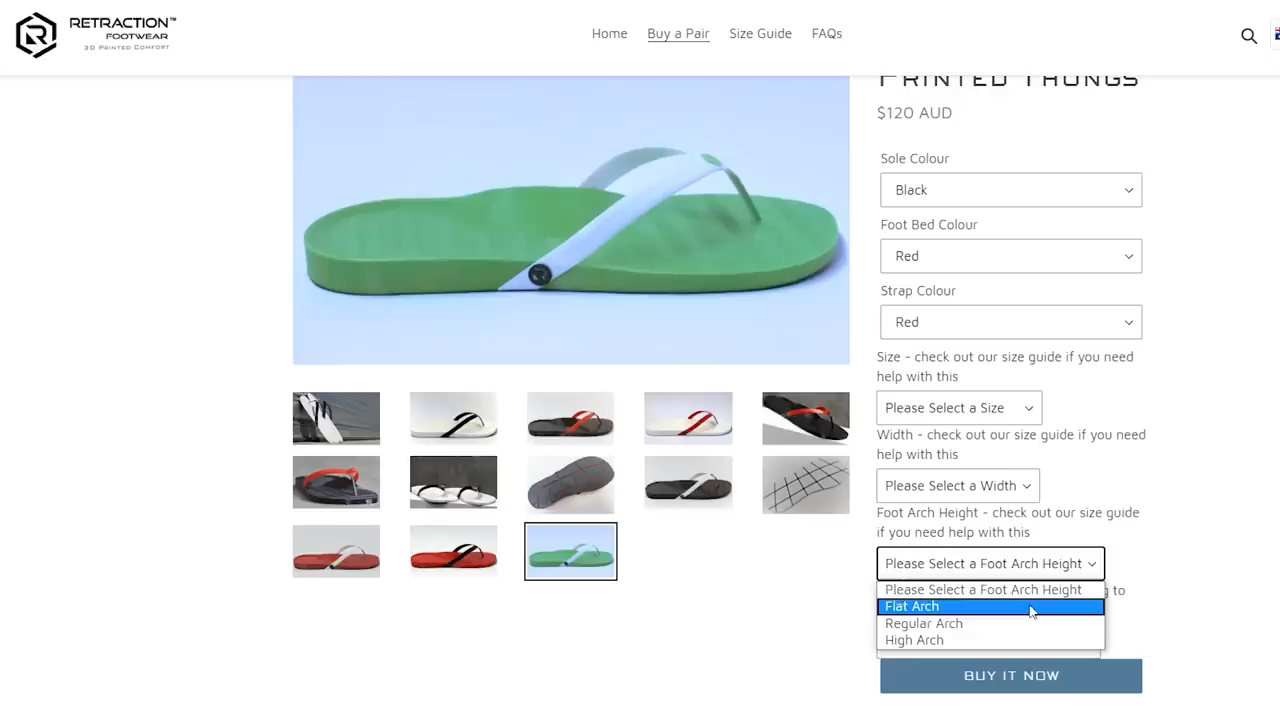 RETRACTION™
FOOTWEAR
3D PRINTED COMFORT
Home
Buy a Pair
Size Guide
FAQs
PRINTED THONGS
$120 AUD
Sole Colour
Black
Foot Bed Colour
Red
Strap Colour
Red
Size - check out our size guide if you need
help with this
Please Select a Size
Width - check out our size guide if you need
help with this
Please Select a Width
Foot Arch Height - check out our size guide
if you need help with this
Please Select a Foot Arch Height
Please Select a Foot Arch Height
to
Flat Arch
Regular Arch
High Arch
BUY IT NOW